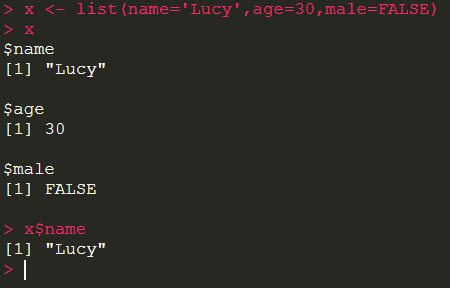 > x <- list(name='Lucy',age=30,male=FALSE)
> x
$name
[1] "Lucy"
$age
[1] 30
$male
[1] FALSE
> x$name
[1] "Lucy"
>